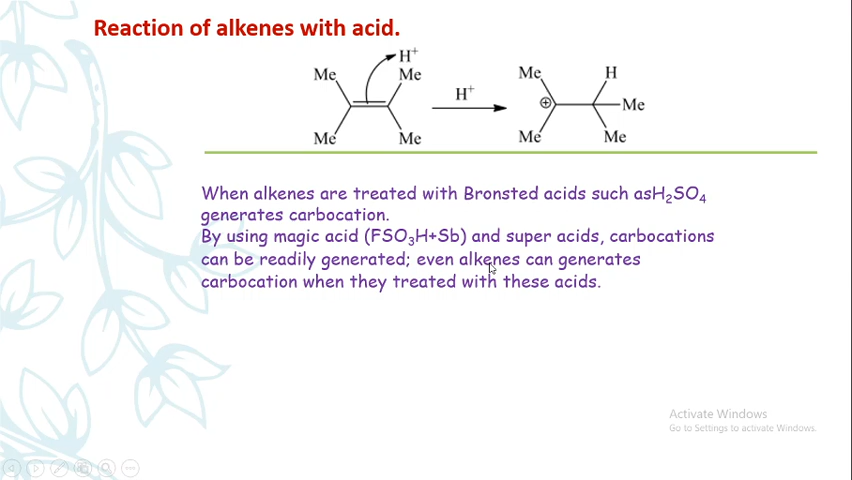 Reaction of alkenes with acid.
H⁺
Me Me Me H
H⁺
⊕ Me
Me Me Me Me
When alkenes are treated with Bronsted acids such asH₂SO₄
generates carbocation.
By using magic acid (FSO₃H+Sb) and super acids, carbocations
can be readily generated; even alkenes can generates
carbocation when they treated with these acids.
Activate Windows
Go to Settings to activate Windows.